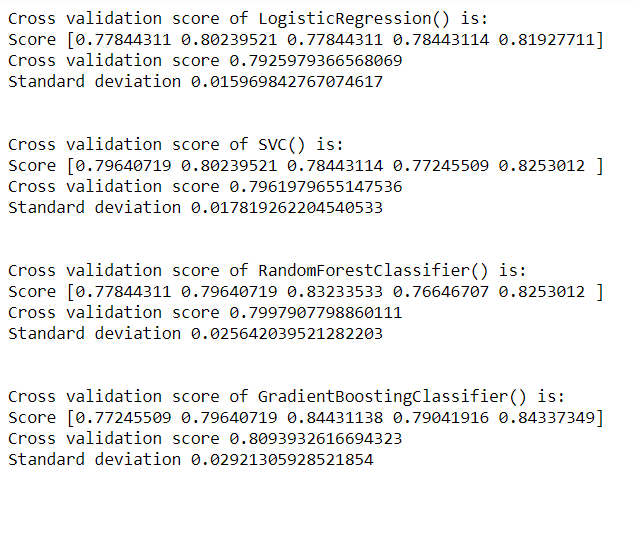 Cross validation score of LogisticRegression() is:
Score [0.77844311 0.80239521 0.77844311 0.78443114 0.81927711]
Cross validation score 0.7925979366568069
Standard deviation 0.015969842767074617
Cross validation score of SVC() is:
Score [0.79640719 0.80239521 0.78443114 0.77245509 0.8253012 ]
Cross validation score 0.7961979655147536
Standard deviation 0.017819262204540533
Cross validation score of RandomForestClassifier() is:
Score [0.77844311 0.79640719 0.83233533 0.76646707 0.8253012 ]
Cross validation score 0.7997907798860111
Standard deviation 0.025642039521282203
Cross validation score of GradientBoostingClassifier() is:
Score [0.77245509 0.79640719 0.84431138 0.79041916 0.84337349]
Cross validation score 0.8093932616694323
Standard deviation 0.02921305928521854